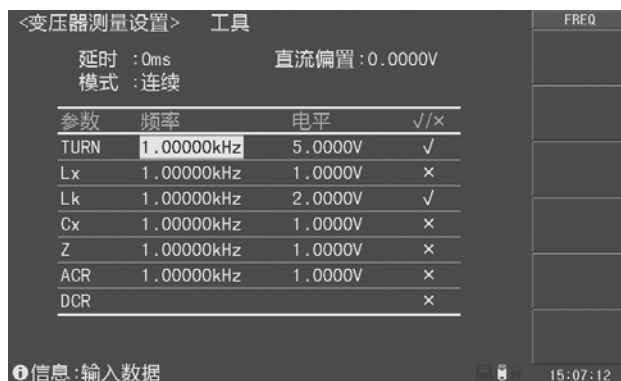 <变压器测量设置> 工具 FREQ
延时 :0ms 直流偏置:0.0000V
模式 :连续
参数 频率 电平 √/×
TURN 1.00000kHz 5.0000V √
Lx 1.00000kHz 1.0000V ×
Lk 1.00000kHz 2.0000V √
Cx 1.00000kHz 1.0000V ×
Z 1.00000kHz 1.0000V ×
ACR 1.00000kHz 1.0000V ×
DCR ×
信息:输入数据 15:07:12